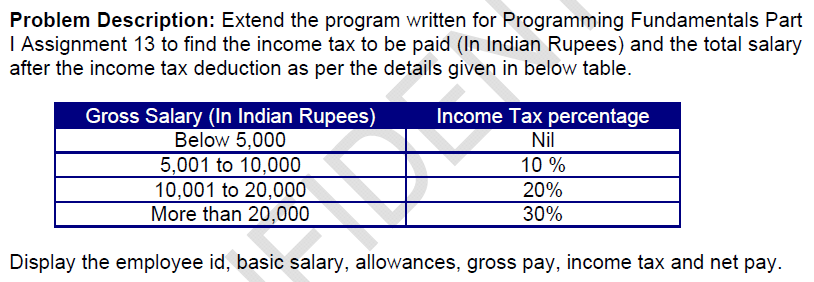 Problem Description: Extend the program written for Programming Fundamentals Part
I Assignment 13 to find the income tax to be paid (In Indian Rupees) and the total salary
after the income tax deduction as per the details given in below table.
Gross Salary (In Indian Rupees) Income Tax percentage
Below 5,000 Nil
5,001 to 10,000 10 %
10,001 to 20,000 20%
More than 20,000 30%
Display the employee id, basic salary, allowances, gross pay, income tax and net pay.